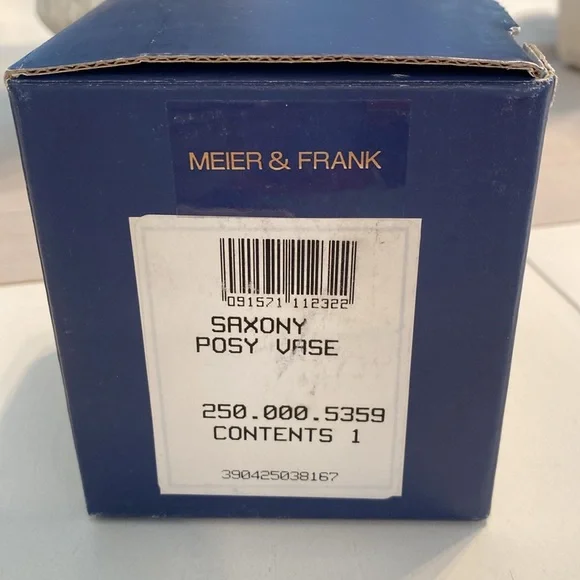 MEIER & FRANK
091571 112322
SAXONY
POSY VASE
250.000.5359
CONTENTS 1
390425038167